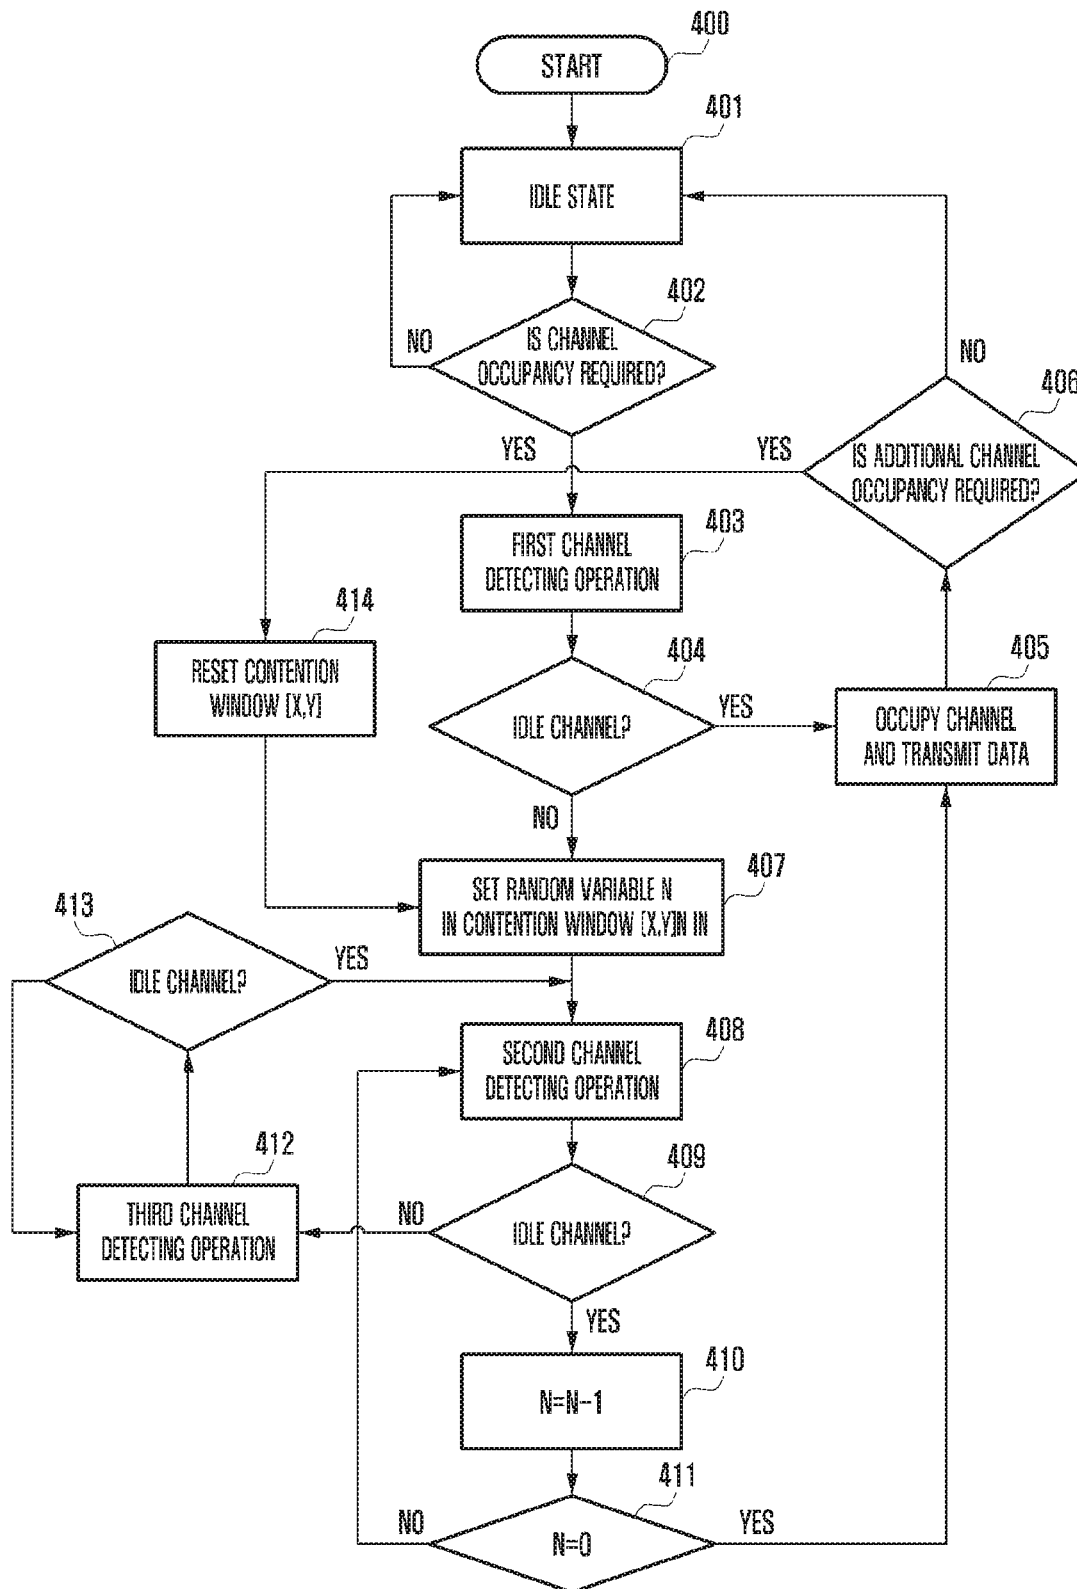 400
START
401
IDLE STATE
402
IS CHANNEL
OCCUPANCY REQUIRED?
NO
YES
NO
406
IS ADDITIONAL CHANNEL
OCCUPANCY REQUIRED?
YES
403
FIRST CHANNEL
DETECTING OPERATION
414
RESET CONTENTION
WINDOW [X,Y]
404
IDLE CHANNEL?
YES
405
OCCUPY CHANNEL
AND TRANSMIT DATA
NO
407
SET RANDOM VARIABLE N
IN CONTENTION WINDOW [X,Y]N IN
413
IDLE CHANNEL?
YES
408
SECOND CHANNEL
DETECTING OPERATION
412
THIRD CHANNEL
DETECTING OPERATION
409
NO
IDLE CHANNEL?
YES
410
N=N-1
411
NO
N=0
YES